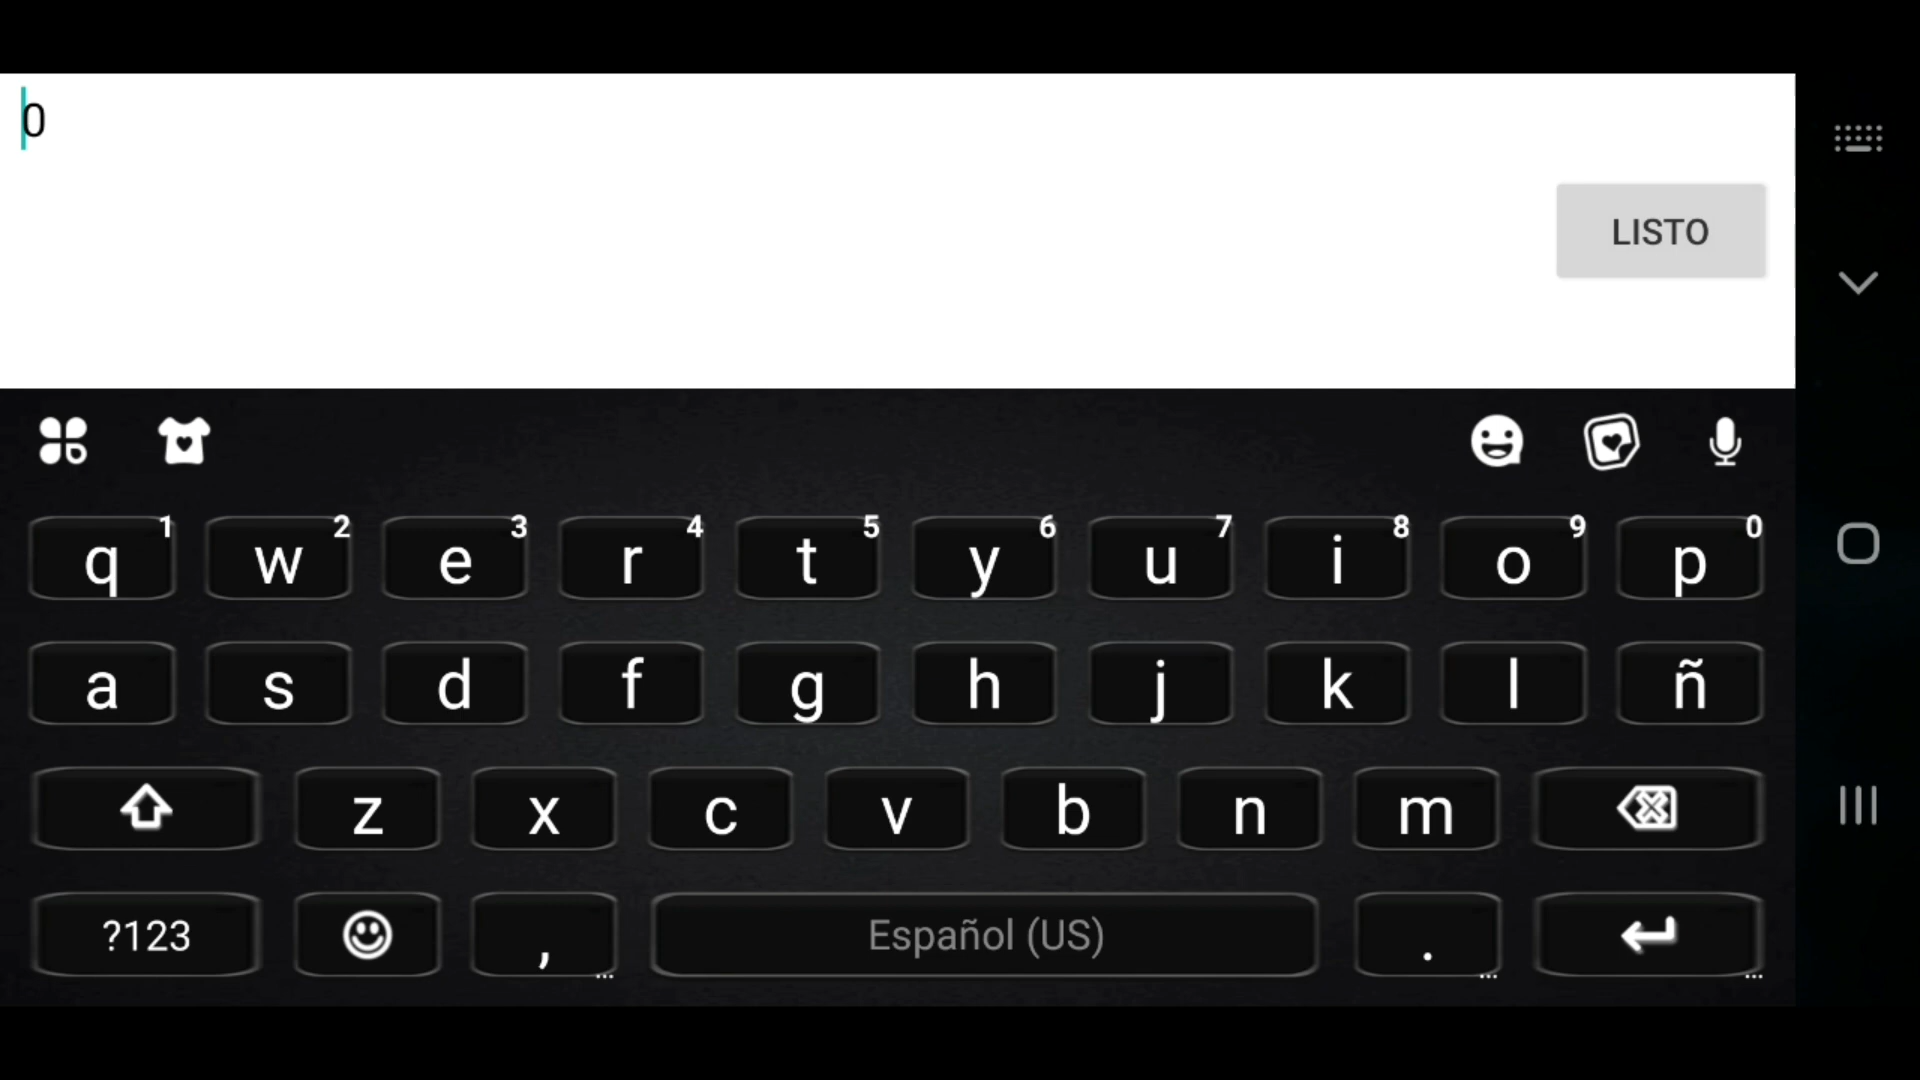 0
LISTO
q 1 w 2 e 3 r 4 t 5 y 6 u 7 i 8 o 9 p 0
a s d f g h j k l ñ
z x c v b n m
?123 , ... Español (US) . ... ...